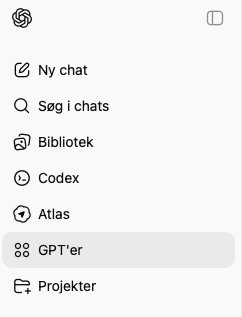 Ny chat
Søg i chats
Bibliotek
Codex
Atlas
GPT'er
Projekter